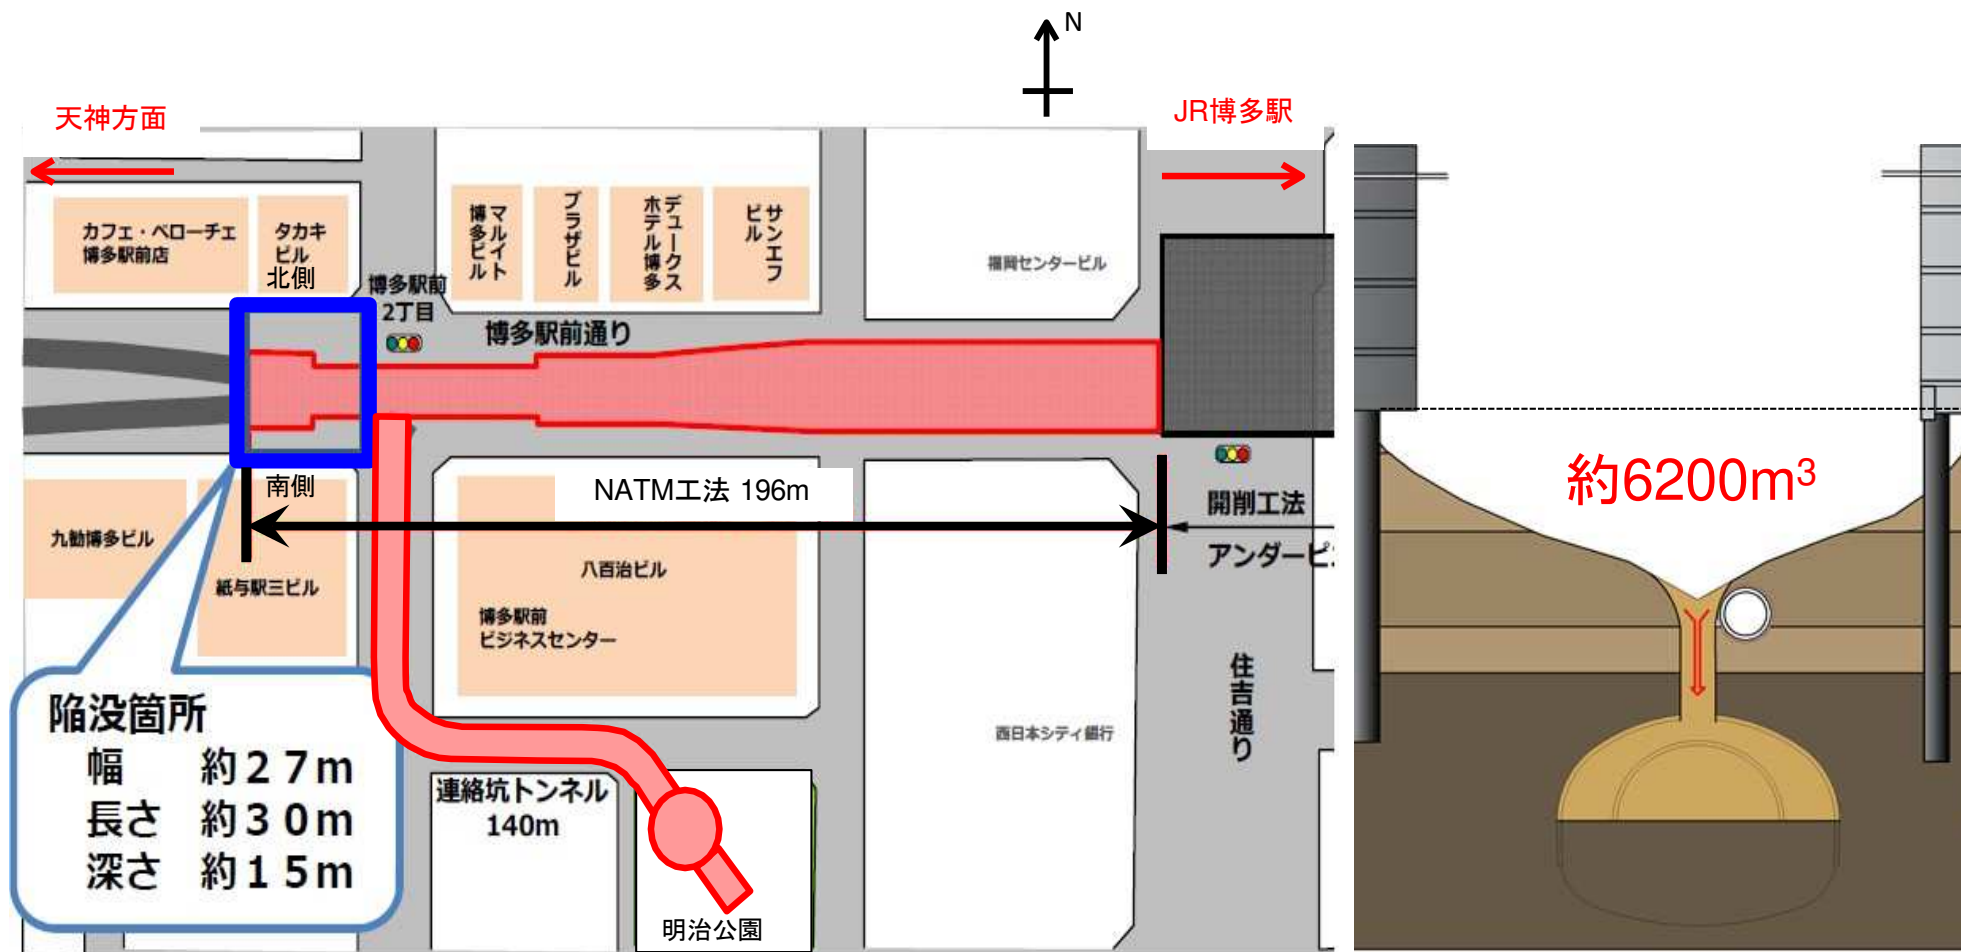 N
天神方面
JR博多駅
カフェ・ベローチェ
博多駅前店
タカキ
ビル
北側
博多駅前
2丁目
マルイト
博多ビル
プラザビル
デュークス
ホテル博多
サンエフ
ビル
福岡センタービル
博多駅前通り
南側
NATM工法 196m
開削工法
アンダーピ
九勧博多ビル
紙与駅三ビル
八百治ビル
博多駅前
ビジネスセンター
住吉通り
西日本シティ銀行
陥没箇所
幅 約27m
長さ 約30m
深さ 約15m
連絡坑トンネル
140m
明治公園
約6200m³